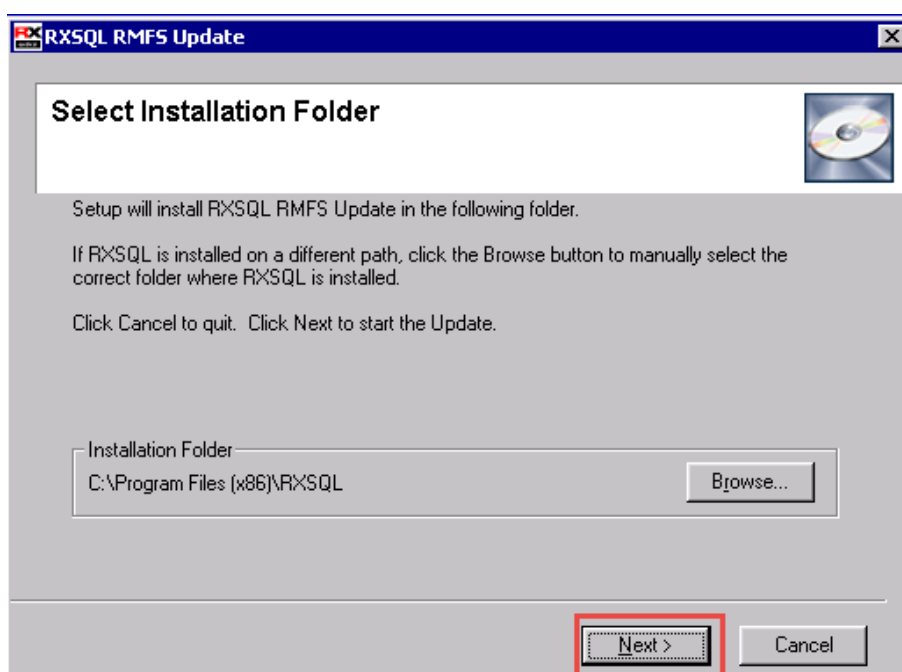 RX
RXSQL RMFS Update
Select Installation Folder
Setup will install RXSQL RMFS Update in the following folder.
If RXSQL is installed on a different path, click the Browse button to manually select the
correct folder where RXSQL is installed.
Click Cancel to quit.  Click Next to start the Update.
Installation Folder
C:\Program Files (x86)\RXSQL
Browse...
Next >
Cancel